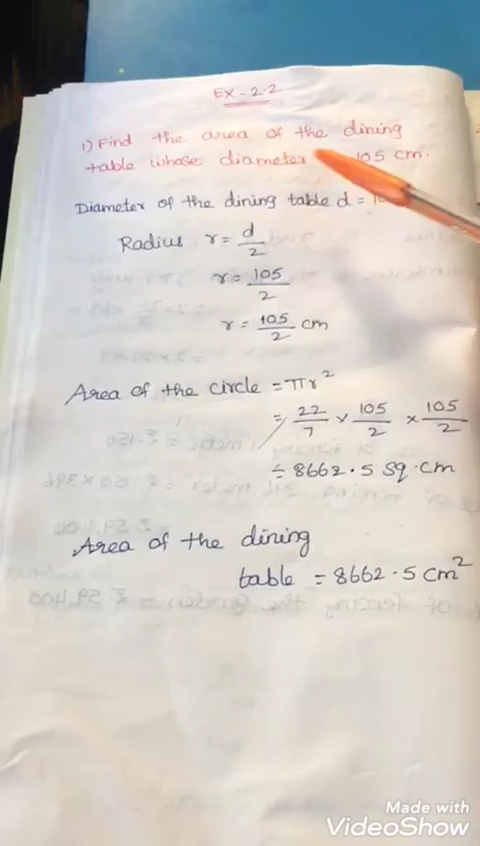 EX - 2.2
1) Find the area of the dining
table whose diameter 105 cm.
Diameter of the dining table d =
Radius r = d/2
r = 105/2
r = 105/2 cm
Area of the circle = πr²
= 22/7 × 105/2 × 105/2
= 8662.5 Sq.cm
Area of the dining
table = 8662.5 cm²
Made with
VideoShow